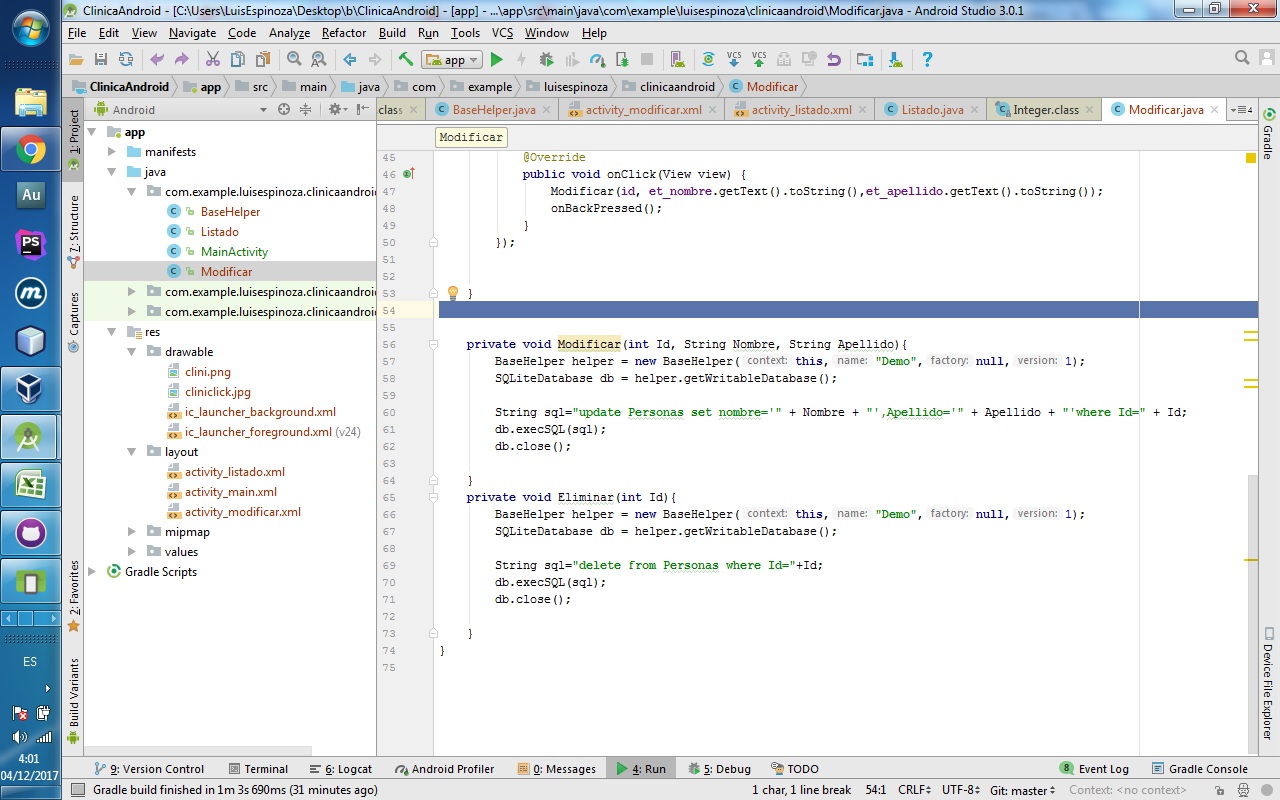 ClinicaAndroid - [C:\Users\LuisEspinoza\Desktop\b\ClinicaAndroid] - [app] - ...\app\src\main\java\com\example\luisespinoza\clinicaandroid\Modificar.java - Android Studio 3.0.1
File Edit View Navigate Code Analyze Refactor Build Run Tools VCS Window Help
app VCS VCS
ClinicaAndroid app src main java com example luisespinoza clinicaandroid Modificar
Android
class BaseHelper.java activity_modificar.xml activity_listado.xml Listado.java Integer.class Modificar.java 4
Modificar
1: Project
7: Structure
Captures
2: Favorites
Build Variants
app
manifests
java
com.example.luisespinoza.clinicaandroid
BaseHelper
Listado
MainActivity
Modificar
com.example.luisespinoza.clinicaandroi
com.example.luisespinoza.clinicaandroi
res
drawable
clini.png
cliniclick.jpg
ic_launcher_background.xml
ic_launcher_foreground.xml (v24)
layout
activity_listado.xml
activity_main.xml
activity_modificar.xml
mipmap
values
Gradle Scripts
45 @Override
46 public void onClick(View view) {
47 Modificar(id, et_nombre.getText().toString(),et_apellido.getText().toString());
48 onBackPressed();
49 }
50 });
51
52
53 }
54
55
56 private void Modificar(int Id, String Nombre, String Apellido){
57 BaseHelper helper = new BaseHelper( context: this, name: "Demo", factory: null, version: 1);
58 SQLiteDatabase db = helper.getWritableDatabase();
59
60 String sql="update Personas set nombre='" + Nombre + "',Apellido='" + Apellido + "'where Id=" + Id;
61 db.execSQL(sql);
62 db.close();
63
64 }
65 private void Eliminar(int Id){
66 BaseHelper helper = new BaseHelper( context: this, name: "Demo", factory: null, version: 1);
67 SQLiteDatabase db = helper.getWritableDatabase();
68
69 String sql="delete from Personas where Id="+Id;
70 db.execSQL(sql);
71 db.close();
72
73 }
74 }
75
Gradle
Device File Explorer
Au
PS
m
ES
4:01
04/12/2017
9: Version Control Terminal 6: Logcat Android Profiler 0: Messages 4: Run 5: Debug TODO 8 Event Log Gradle Console
Gradle build finished in 1m 3s 690ms (31 minutes ago) 1 char, 1 line break 54:1 CRLF UTF-8 Git: master Context: <no context>